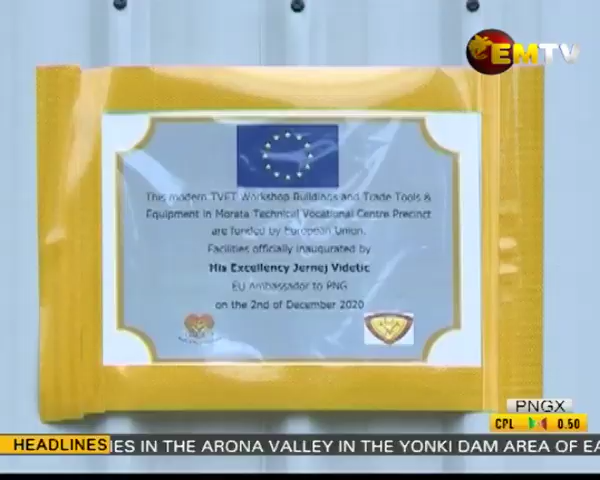 EMTV
This modern TVET Workshop Buildings and Trade Tools &
Equipment in Morata Technical Vocational Centre Precinct
are funded by European Union.
Facilities officially inaugurated by
His Excellency Jernej Videtic
EU Ambassador to PNG
on the 2nd of December 2020
PNGX
CPL 0.50
HEADLINES IES IN THE ARONA VALLEY IN THE YONKI DAM AREA OF EA